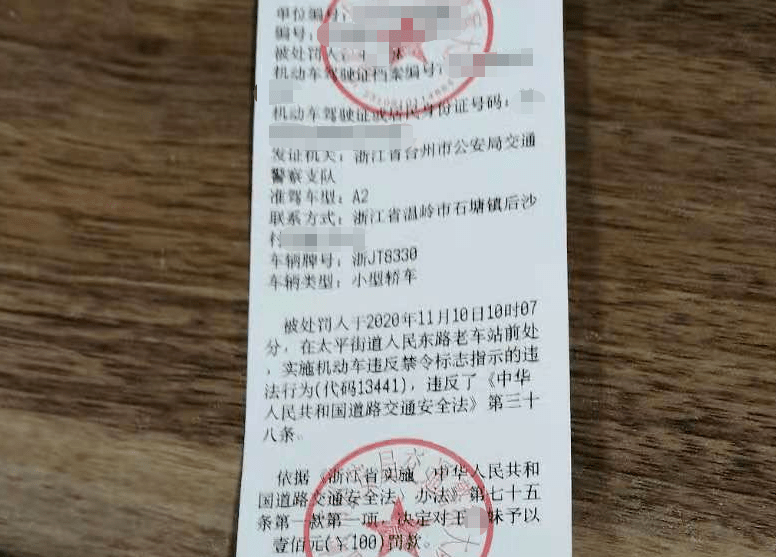 单位编号:
编号:
被处罚人:
机动车驾驶证档案编号:
机动车驾驶证或居民身份证号码:
发证机关: 浙江省台州市公安局交通
警察支队
准驾车型: A2
联系方式: 浙江省温岭市石塘镇后沙
村
车辆牌号: 浙JT8330
车辆类型: 小型轿车
被处罚人于2020年11月10日10时07
分, 在太平街道人民东路老车站前处
, 实施机动车违反禁令标志指示的违
法行为(代码13441), 违反了《中华
人民共和国道路交通安全法》第三十
八条。
依据《浙江省实施〈中华人民共和
国道路交通安全法〉办法》第七十五
条第一款第一项, 决定对王 妹予以
壹佰元(￥100)罚款。